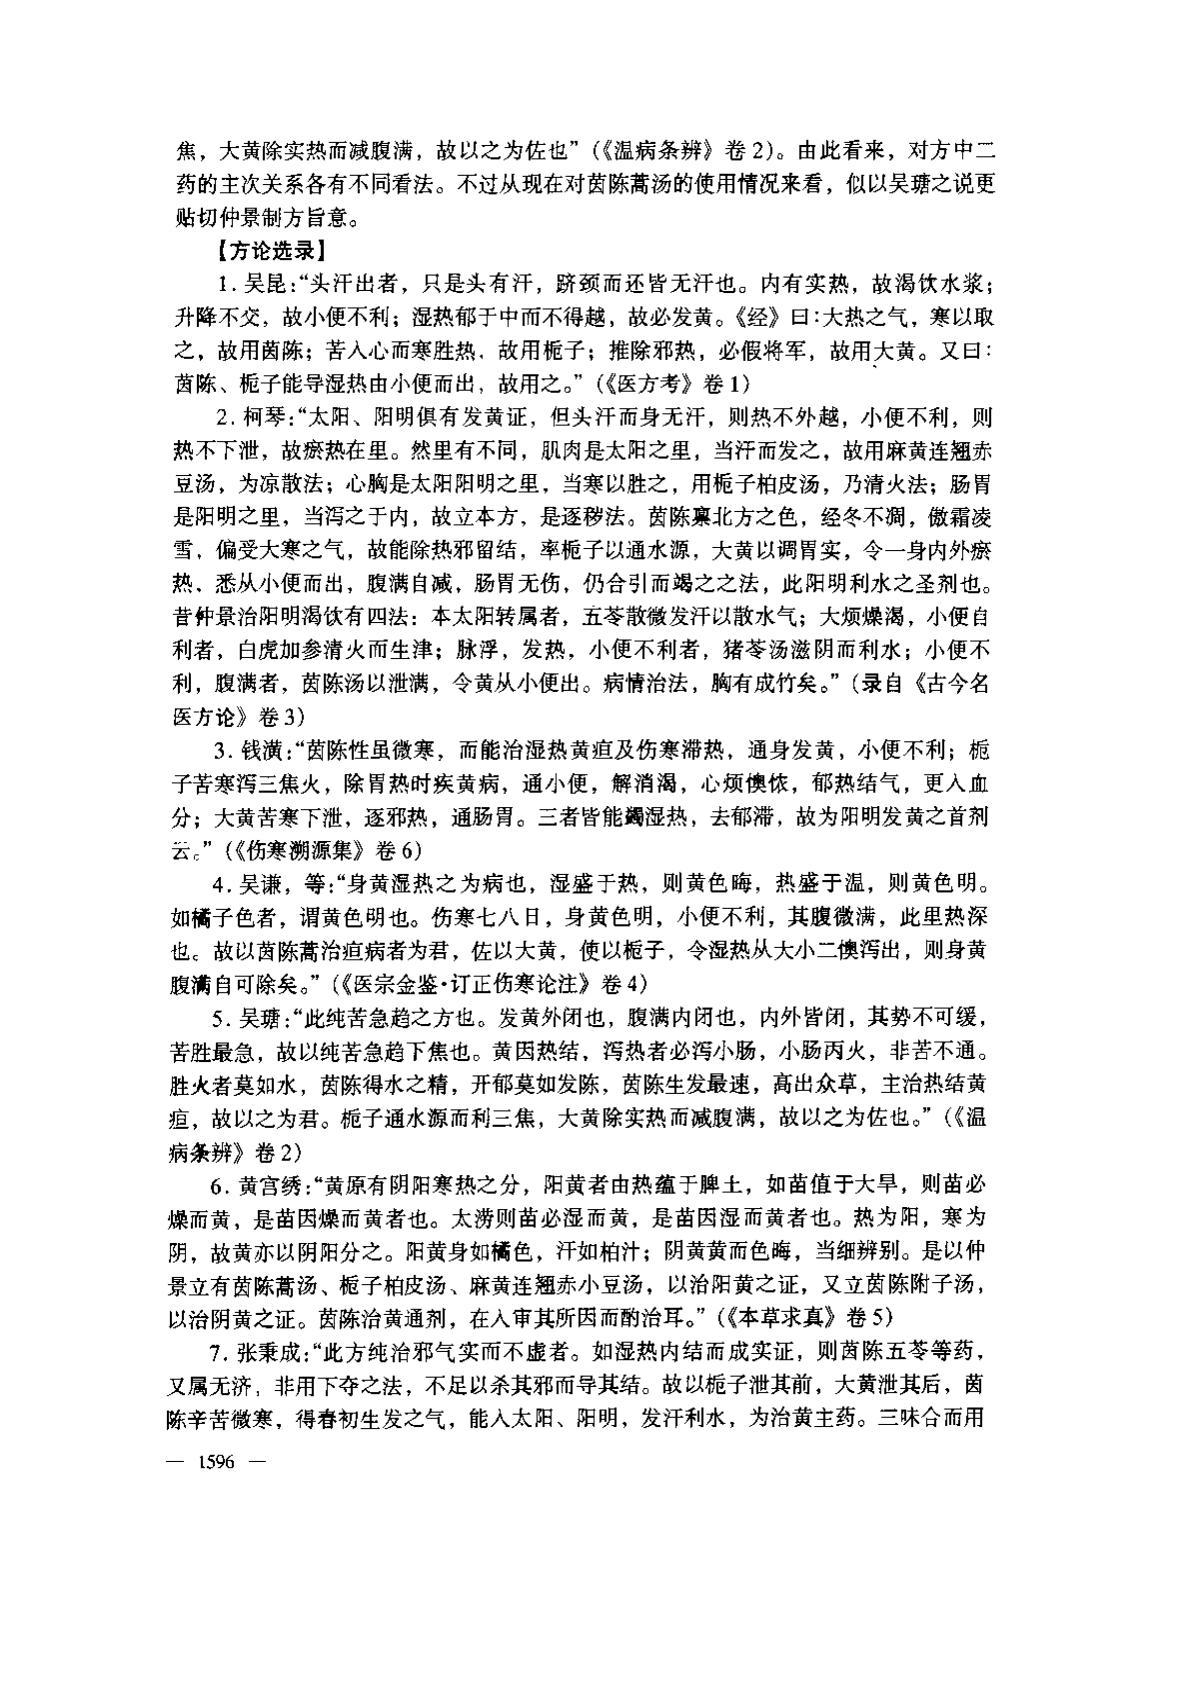 焦，大黄除实热而减腹满，故以之为佐也”（《温病条辨》卷2）。由此看来，对方中二
药的主次关系各有不同看法。不过从现在对茵陈蒿汤的使用情况来看，似以吴瑭之说更
贴切仲景制方旨意。
【方论选录】
1. 吴昆：“头汗出者，只是头有汗，跻颈而还皆无汗也。内有实热，故渴饮水浆；
升降不交，故小便不利；湿热郁于中而不得越，故必发黄。《经》曰：大热之气，寒以取
之，故用茵陈；苦入心而寒胜热，故用栀子；推除邪热，必假将军，故用大黄。又曰：
茵陈、栀子能导湿热由小便而出，故用之。”（《医方考》卷1）
2. 柯琴：“太阳、阳明俱有发黄证，但头汗而身无汗，则热不外越，小便不利，则
热不下泄，故瘀热在里。然里有不同，肌肉是太阳之里，当汗而发之，故用麻黄连翘赤
豆汤，为凉散法；心胸是太阳阳明之里，当寒以胜之，用栀子柏皮汤，乃清火法；肠胃
是阳明之里，当泻之于内，故立本方，是逐秽法。茵陈禀北方之色，经冬不凋，傲霜凌
雪，偏受大寒之气，故能除热邪留结，率栀子以通水源，大黄以调胃实，令一身内外瘀
热，悉从小便而出，腹满自减，肠胃无伤，仍合引而竭之之法，此阳明利水之圣剂也。
昔仲景治阳明渴饮有四法：本太阳转属者，五苓散微发汗以散水气；大烦燥渴，小便自
利者，白虎加参清火而生津；脉浮，发热，小便不利者，猪苓汤滋阴而利水；小便不
利，腹满者，茵陈汤以泄满，令黄从小便出。病情治法，胸有成竹矣。”（录自《古今名
医方论》卷3）
3. 钱潢：“茵陈性虽微寒，而能治湿热黄疸及伤寒滞热，通身发黄，小便不利；栀
子苦寒泻三焦火，除胃热时疾黄病，通小便，解消渴，心烦懊侬，郁热结气，更入血
分；大黄苦寒下泄，逐邪热，通肠胃。三者皆能蠲湿热，去郁滞，故为阳明发黄之首剂
云。”（《伤寒溯源集》卷6）
4. 吴谦，等：“身黄湿热之为病也，湿盛于热，则黄色晦，热盛于温，则黄色明。
如橘子色者，谓黄色明也。伤寒七八日，身黄色明，小便不利，其腹微满，此里热深
也。故以茵陈蒿治疸病者为君，佐以大黄，使以栀子，令湿热从大小二懊泻出，则身黄
腹满自可除矣。”（《医宗金鉴·订正伤寒论注》卷4）
5. 吴瑭：“此纯苦急趋之方也。发黄外闭也，腹满内闭也，内外皆闭，其势不可缓，
苦胜最急，故以纯苦急趋下焦也。黄因热结，泻热者必泻小肠，小肠丙火，非苦不通。
胜火者莫如水，茵陈得水之精，开郁莫如发陈，茵陈生发最速，高出众草，主治热结黄
疸，故以之为君。栀子通水源而利三焦，大黄除实热而减腹满，故以之为佐也。”（《温
病条辨》卷2）
6. 黄宫绣：“黄原有阴阳寒热之分，阳黄者由热蕴于脾土，如苗值于大旱，则苗必
燥而黄，是苗因燥而黄者也。太涝则苗必湿而黄，是苗因湿而黄者也。热为阳，寒为
阴，故黄亦以阴阳分之。阳黄身如橘色，汗如柏汁；阴黄黄而色晦，当细辨别。是以仲
景立有茵陈蒿汤、栀子柏皮汤、麻黄连翘赤小豆汤，以治阳黄之证，又立茵陈附子汤，
以治阴黄之证。茵陈治黄通剂，在人审其所因而酌治耳。”（《本草求真》卷5）
7. 张秉成：“此方纯治邪气实而不虚者。如湿热内结而成实证，则茵陈五苓等药，
又属无济，非用下夺之法，不足以杀其邪而导其结。故以栀子泄其前，大黄泄其后，茵
陈辛苦微寒，得春初生发之气，能入太阳、阳明，发汗利水，为治黄主药。三味合而用
— 1596 —